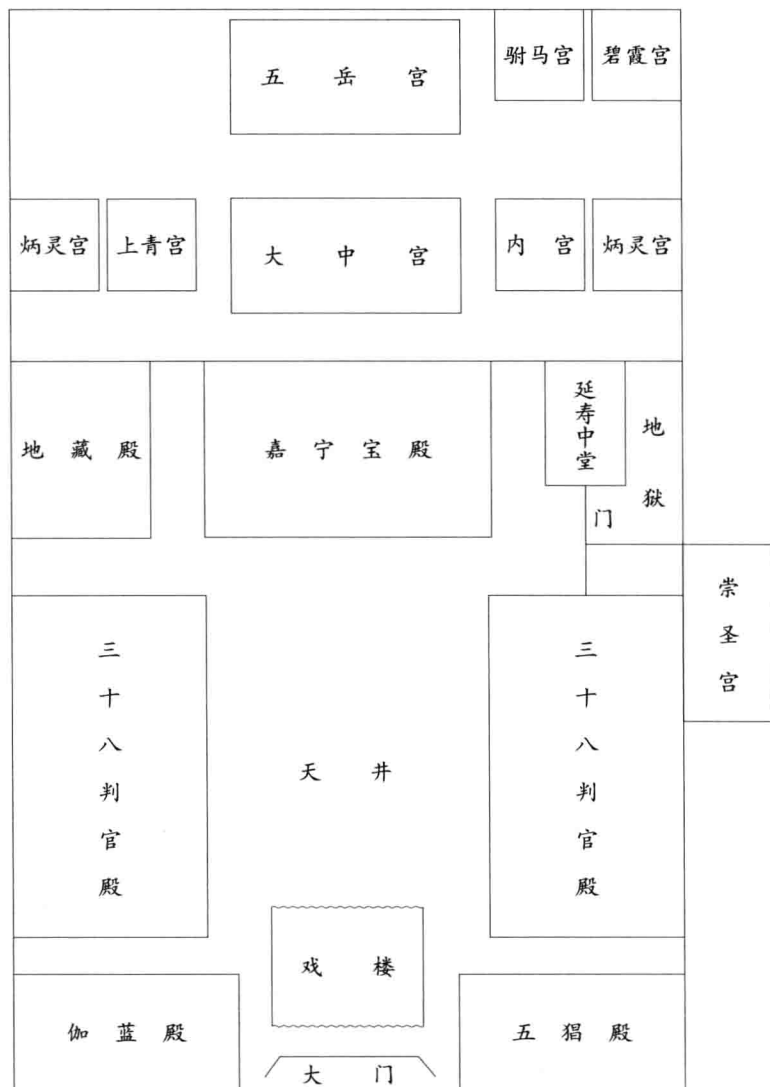 五岳宫
驸马宫
碧霞宫
炳灵宫
上青宫
大中宫
内宫
炳灵宫
地藏殿
嘉宁宝殿
延寿中堂
地狱
门
崇圣宫
三十八判官殿
天井
三十八判官殿
戏楼
伽蓝殿
五猖殿
大门